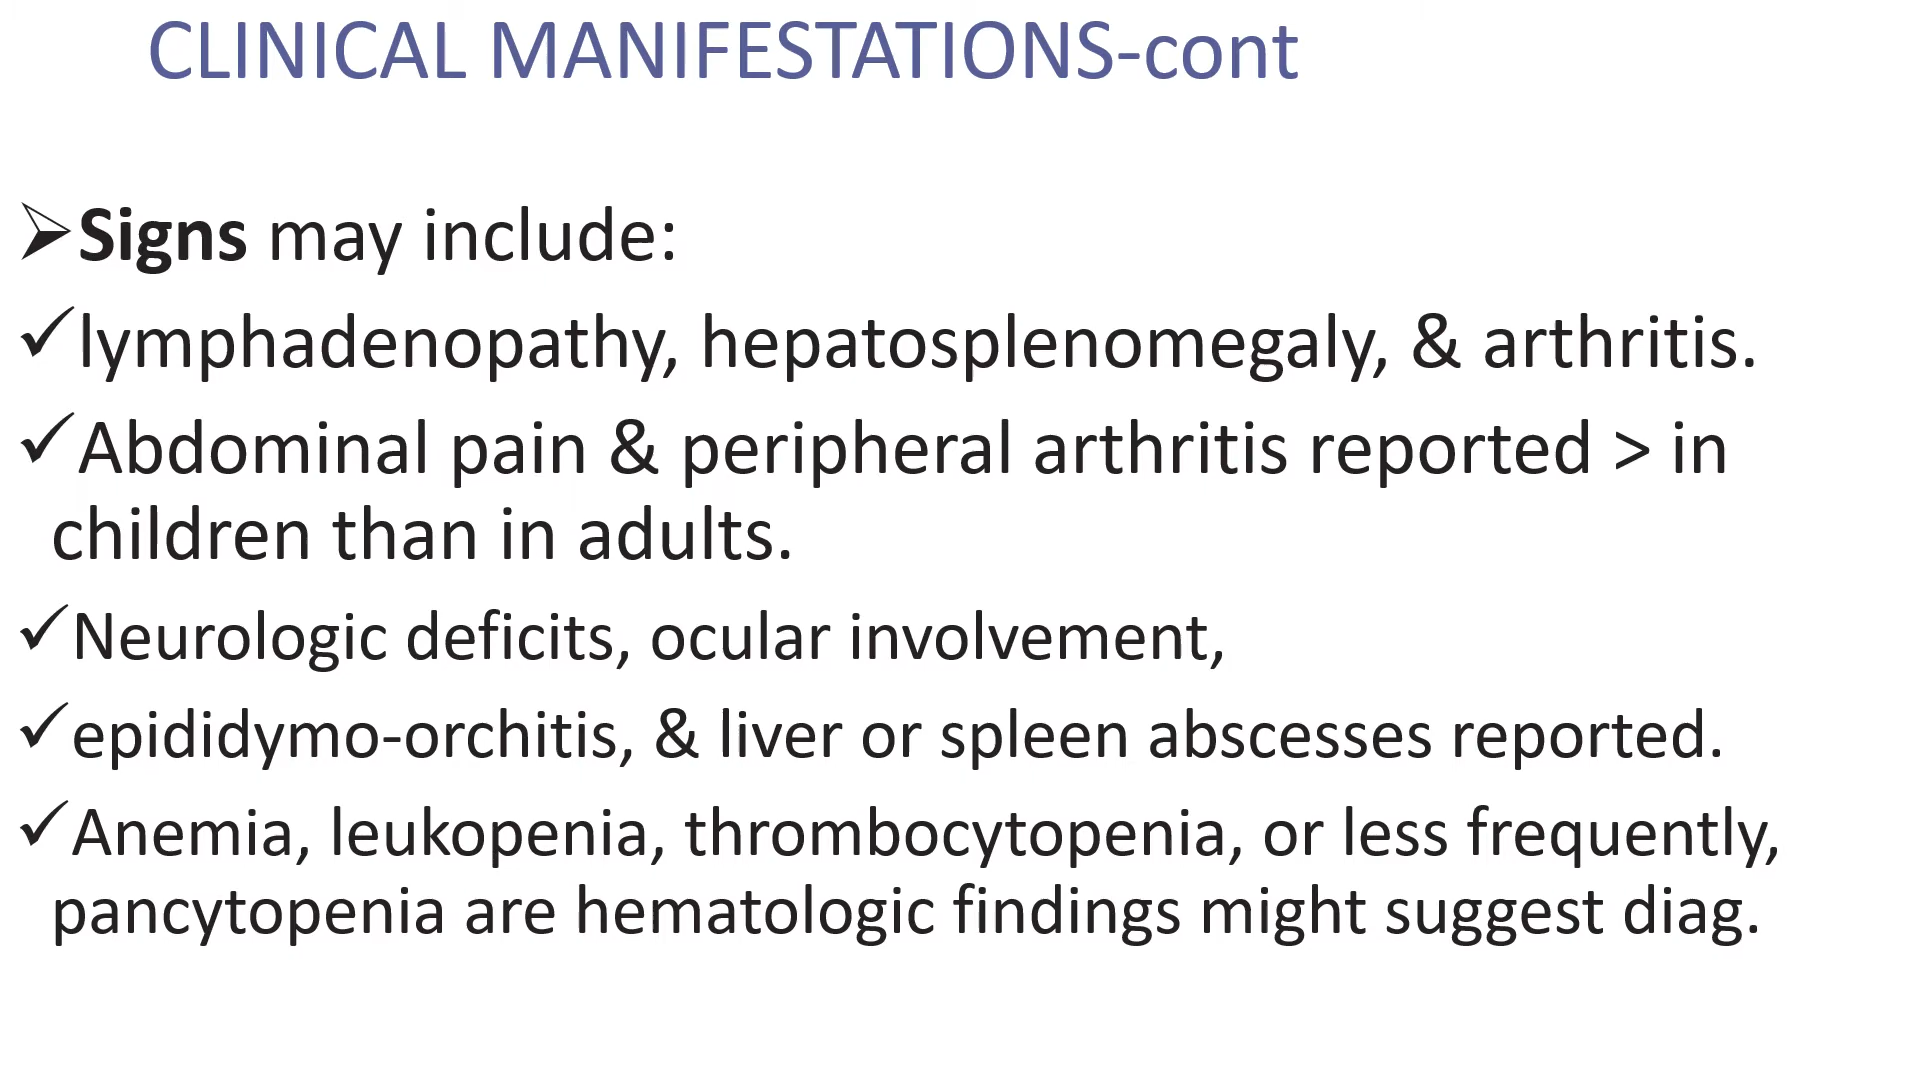 CLINICAL MANIFESTATIONS-cont
➢Signs may include:
✓lymphadenopathy, hepatosplenomegaly, & arthritis.
✓Abdominal pain & peripheral arthritis reported > in
children than in adults.
✓Neurologic deficits, ocular involvement,
✓epididymo-orchitis, & liver or spleen abscesses reported.
✓Anemia, leukopenia, thrombocytopenia, or less frequently,
pancytopenia are hematologic findings might suggest diag.